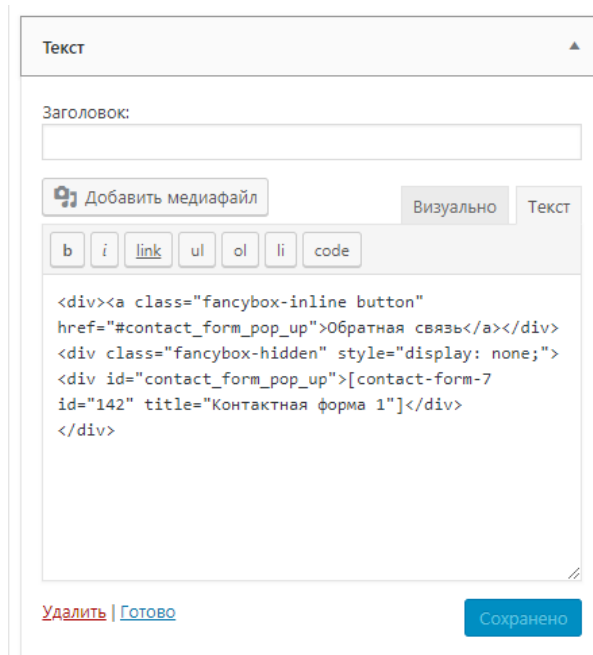 Текст
Заголовок:
Добавить медиафайл
Визуально Текст
b i link ul ol li code
<div><a class="fancybox-inline button"
href="#contact_form_pop_up">Обратная связь</a></div>
<div class="fancybox-hidden" style="display: none;">
<div id="contact_form_pop_up">[contact-form-7
id="142" title="Контактная форма 1"]</div>
</div>
Удалить | Готово
Сохранено